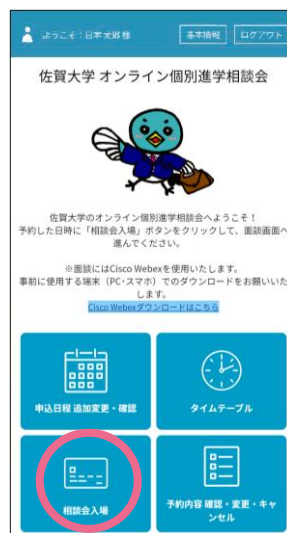 ようこそ：日本太郎 様
基本情報
ログアウト
佐賀大学 オンライン個別進学相談会
佐賀大学のオンライン個別進学相談会へようこそ！
予約した日時に「相談会入場」ボタンをクリックして、面談画面へ
進んでください。
※面談にはCisco Webexを使用いたします。
事前に使用する端末（PC･スマホ）でのダウンロードをお願いいた
します。
Cisco Webexダウンロードはこちら
申込日程 追加変更・確認
タイムテーブル
相談会入場
予約内容 確認・変更・キャ
ンセル